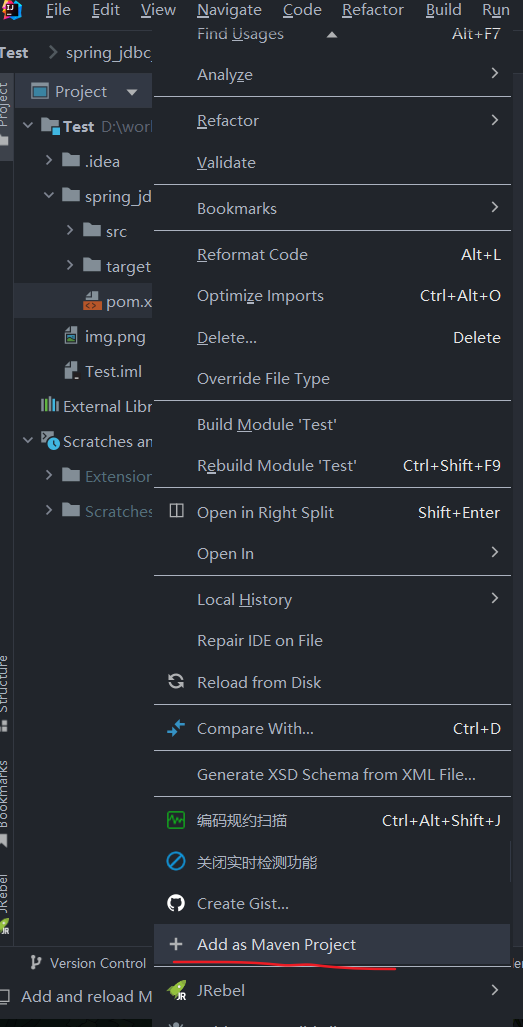 File Edit View Navigate Code Refactor Build Run
Test spring_jdbc
Find Usages Alt+F7
Project
Project
Analyze
Test D:\work
Refactor
.idea
Validate
spring_jd
Bookmarks
src
Reformat Code Alt+L
target
Optimize Imports Ctrl+Alt+O
pom.x
img.png
Delete... Delete
Test.iml
Override File Type
External Libr
Build Module 'Test'
Scratches an
Rebuild Module 'Test' Ctrl+Shift+F9
Extension
Scratches
Open in Right Split Shift+Enter
Open In
Local History
Repair IDE on File
Structure
Reload from Disk
Compare With... Ctrl+D
Bookmarks
Generate XSD Schema from XML File...
编码规约扫描 Ctrl+Alt+Shift+J
关闭实时检测功能
JRebel
Create Gist...
Add as Maven Project
Version Control
Add and reload M
JRebel